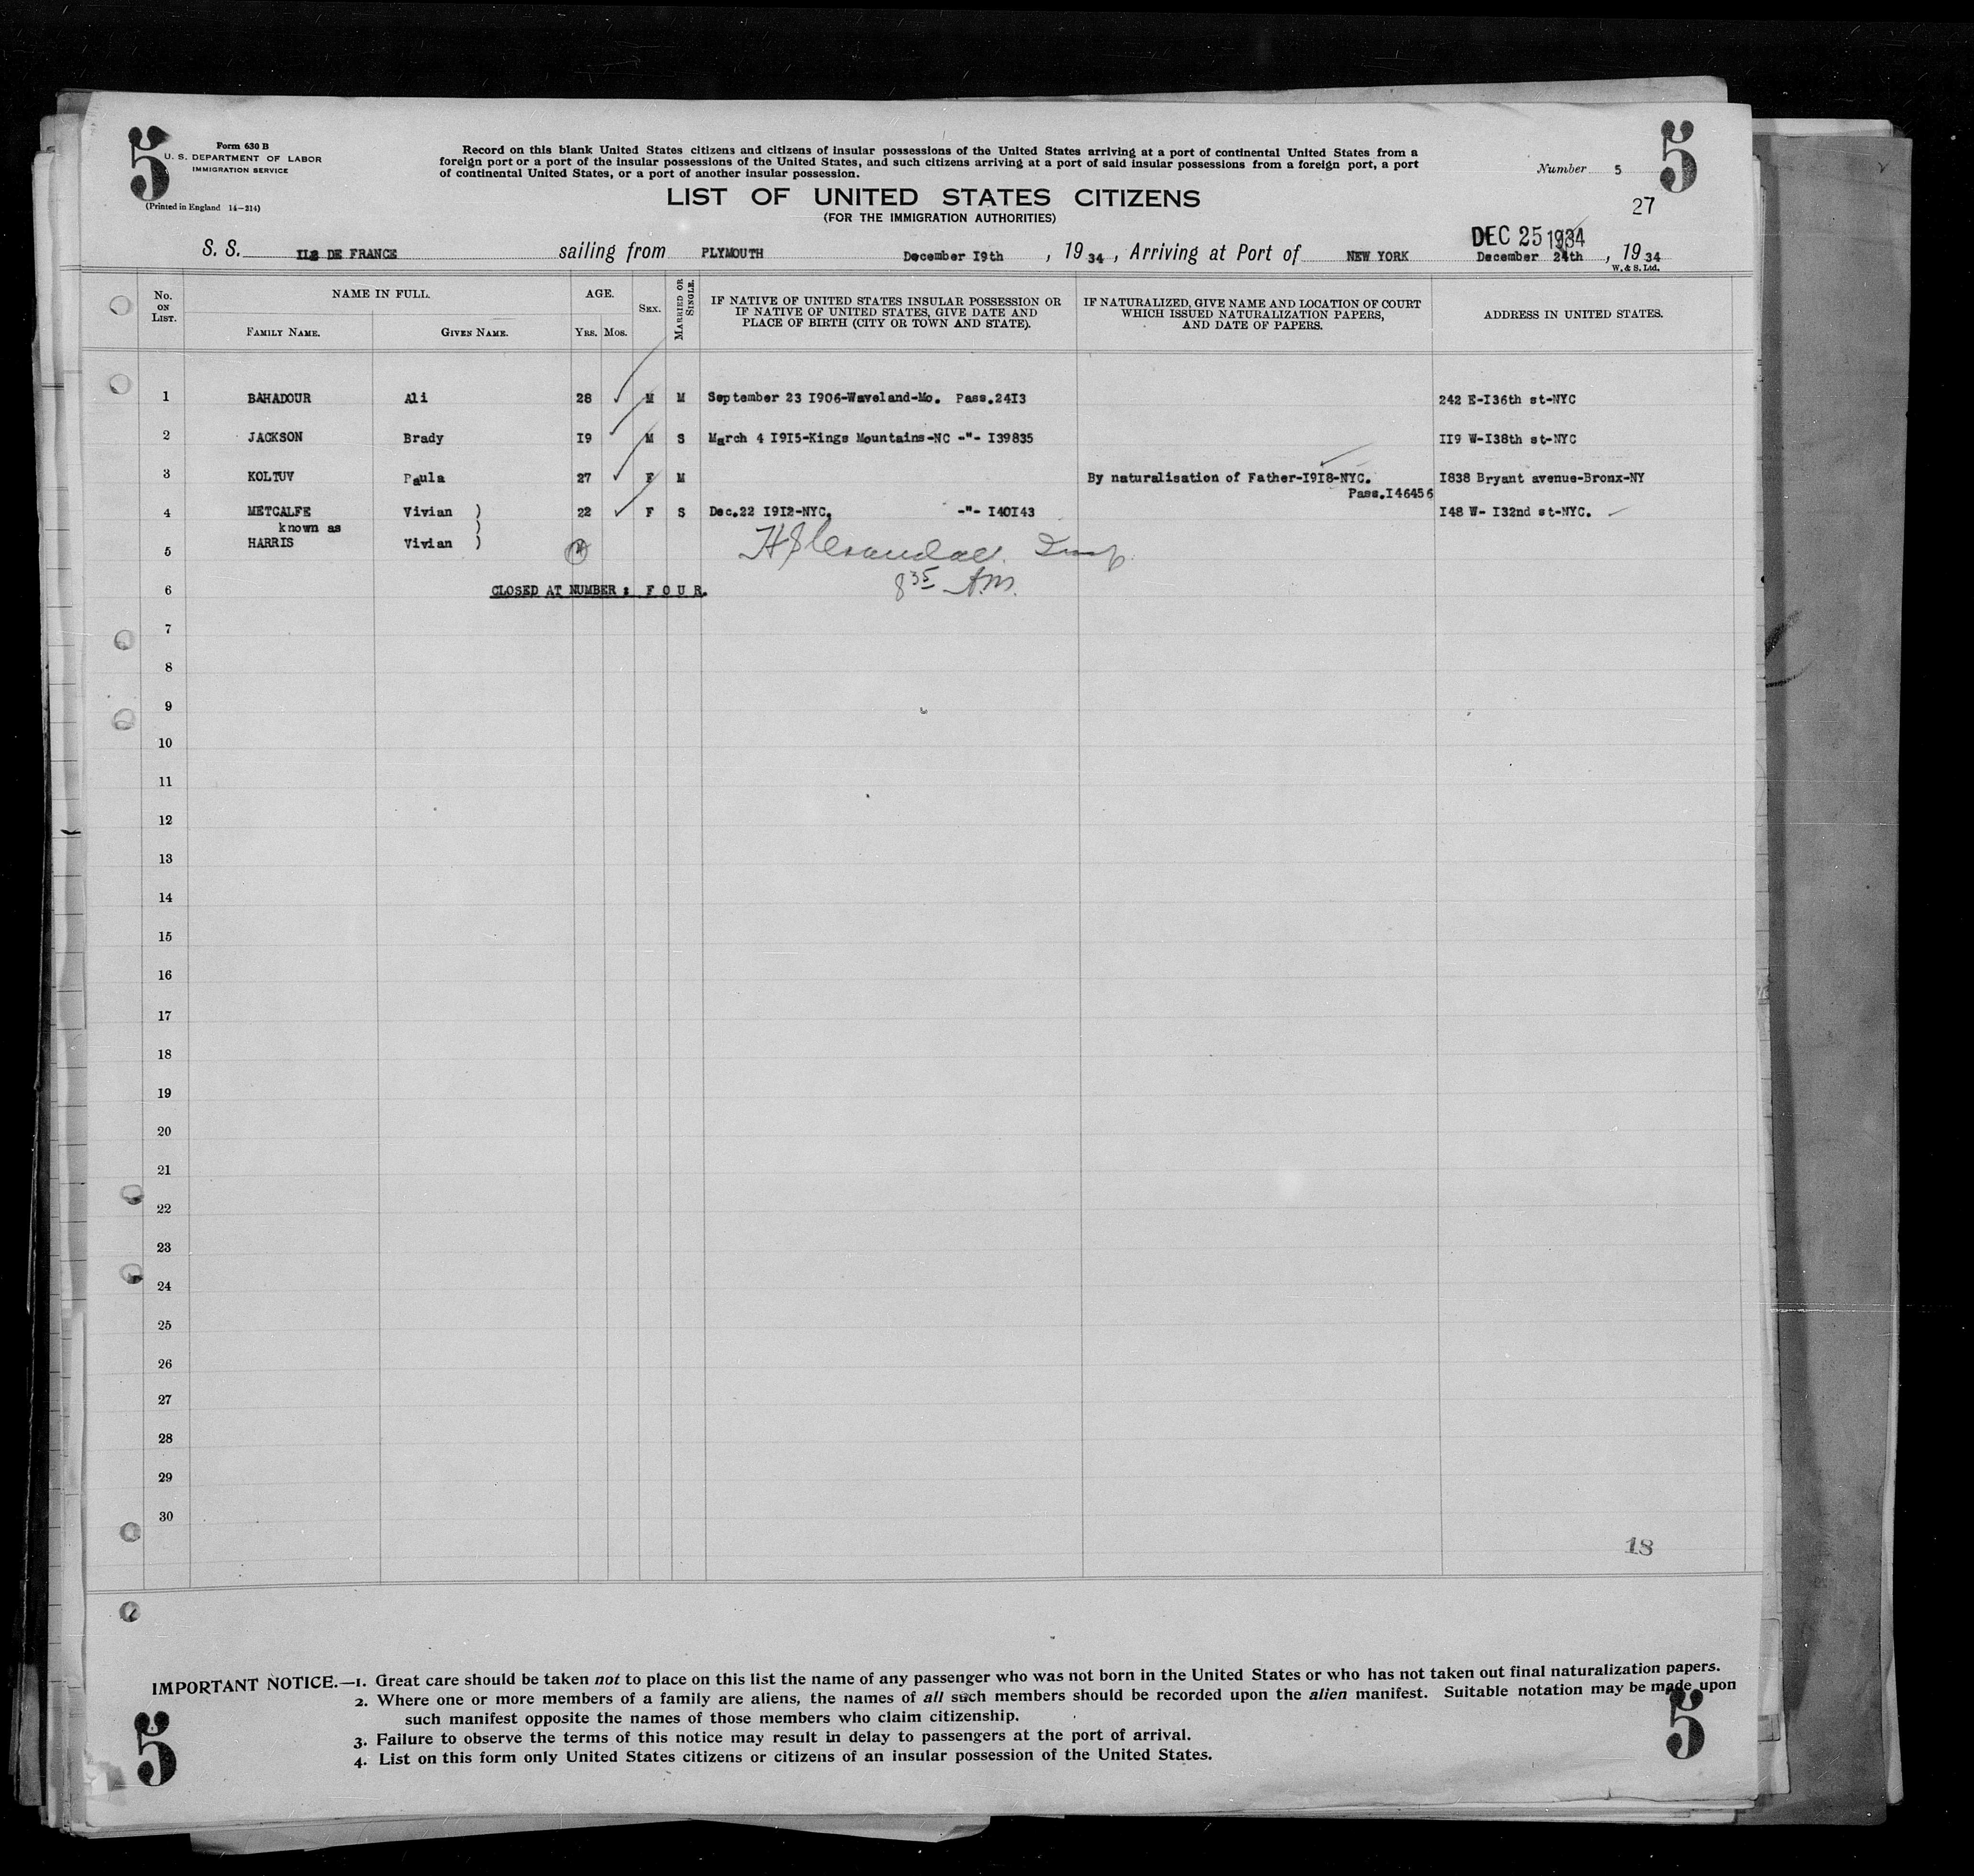 5
Form 630 B
U. S. DEPARTMENT OF LABOR
IMMIGRATION SERVICE
(Printed in England 14-214)
Record on this blank United States citizens and citizens of insular possessions of the United States arriving at a port of continental United States from a
foreign port or a port of the insular possessions of the United States, and such citizens arriving at a port of said insular possessions from a foreign port, a port
of continental United States, or a port of another insular possession.
Number 5
5
LIST OF UNITED STATES CITIZENS
(FOR THE IMMIGRATION AUTHORITIES)
27
DEC 25 1934
S. S. ILE DE FRANCE sailing from PLYMOUTH December I9th , 19 34 , Arriving at Port of NEW YORK December 24th , 19 34
W. & S. Ltd.
No. ON LIST.
NAME IN FULL.
FAMILY NAME. GIVEN NAME.
AGE.
YRS. MOS.
SEX.
MARRIED OR SINGLE.
IF NATIVE OF UNITED STATES INSULAR POSSESSION OR
IF NATIVE OF UNITED STATES, GIVE DATE AND
PLACE OF BIRTH (CITY OR TOWN AND STATE).
IF NATURALIZED, GIVE NAME AND LOCATION OF COURT
WHICH ISSUED NATURALIZATION PAPERS,
AND DATE OF PAPERS.
ADDRESS IN UNITED STATES.
1 BAHADOUR Ali 28 M M September 23 I906-Waveland-Mo. Pass.24I3 242 E-I36th st-NYC
2 JACKSON Brady I9 M S March 4 I9I5-Kings Mountains-NC -"- I39835 II9 W-I38th st-NYC
3 KOLTUV Paula 27 F M By naturalisation of Father-I9I8-NYC. I838 Bryant avenue-Bronx-NY
Pass.I46456
4 METCALFE Vivian ) 22 F S Dec.22 I9I2-NYC, -"- I40I43 I48 W- I32nd st-NYC.
known as )
HARRIS Vivian )
5 4
6 CLOSED AT NUMBER : F O U R. 8 35 A.M.
7
8
9
10
11
12
13
14
15
16
17
18
19
20
21
22
23
24
25
26
27
28
29
30
18
IMPORTANT NOTICE.—1. Great care should be taken not to place on this list the name of any passenger who was not born in the United States or who has not taken out final naturalization papers.
2. Where one or more members of a family are aliens, the names of all such members should be recorded upon the alien manifest. Suitable notation may be made upon
such manifest opposite the names of those members who claim citizenship.
3. Failure to observe the terms of this notice may result in delay to passengers at the port of arrival.
4. List on this form only United States citizens or citizens of an insular possession of the United States.
5
5